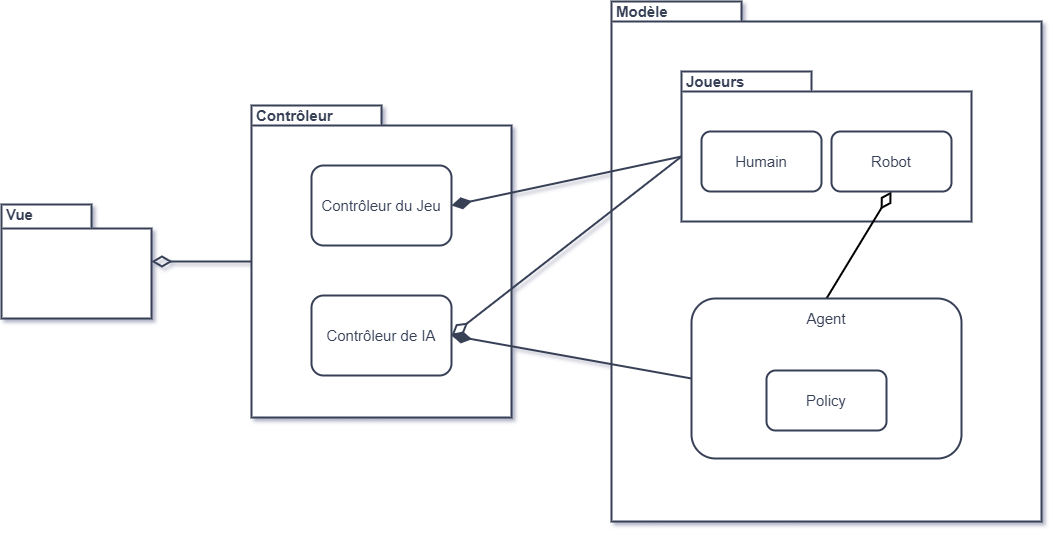 Modèle
Joueurs
Humain
Robot
Contrôleur
Contrôleur du Jeu
Vue
Contrôleur de IA
Agent
Policy